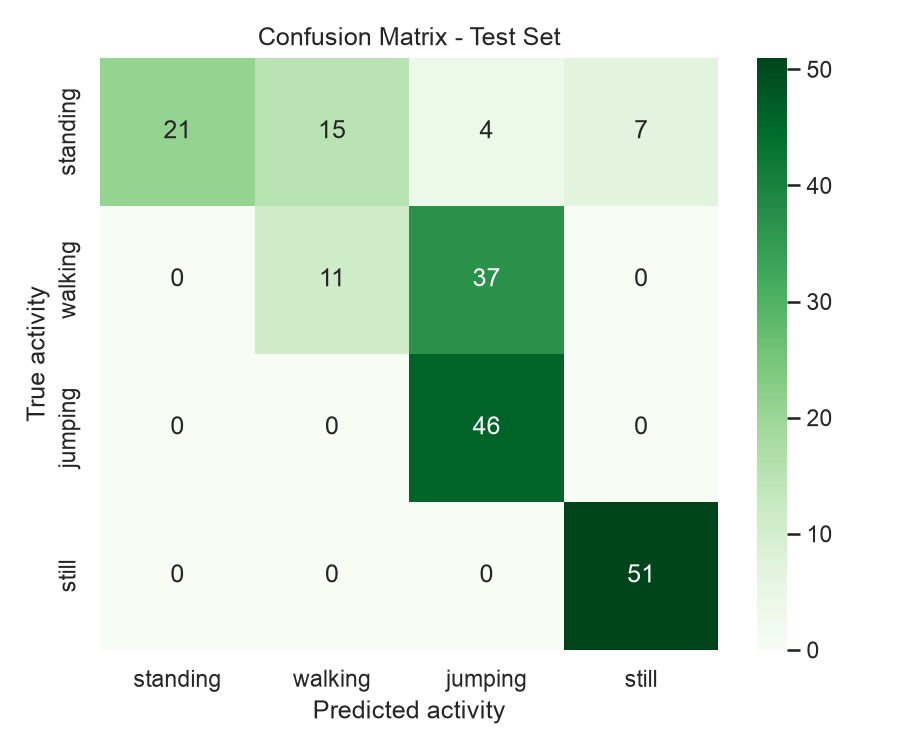 Confusion Matrix - Test Set
standing 21 15 4 7
walking 0 11 37 0
jumping 0 0 46 0
still 0 0 0 51
standing walking jumping still
Predicted activity
True activity
50
40
30
20
10
0